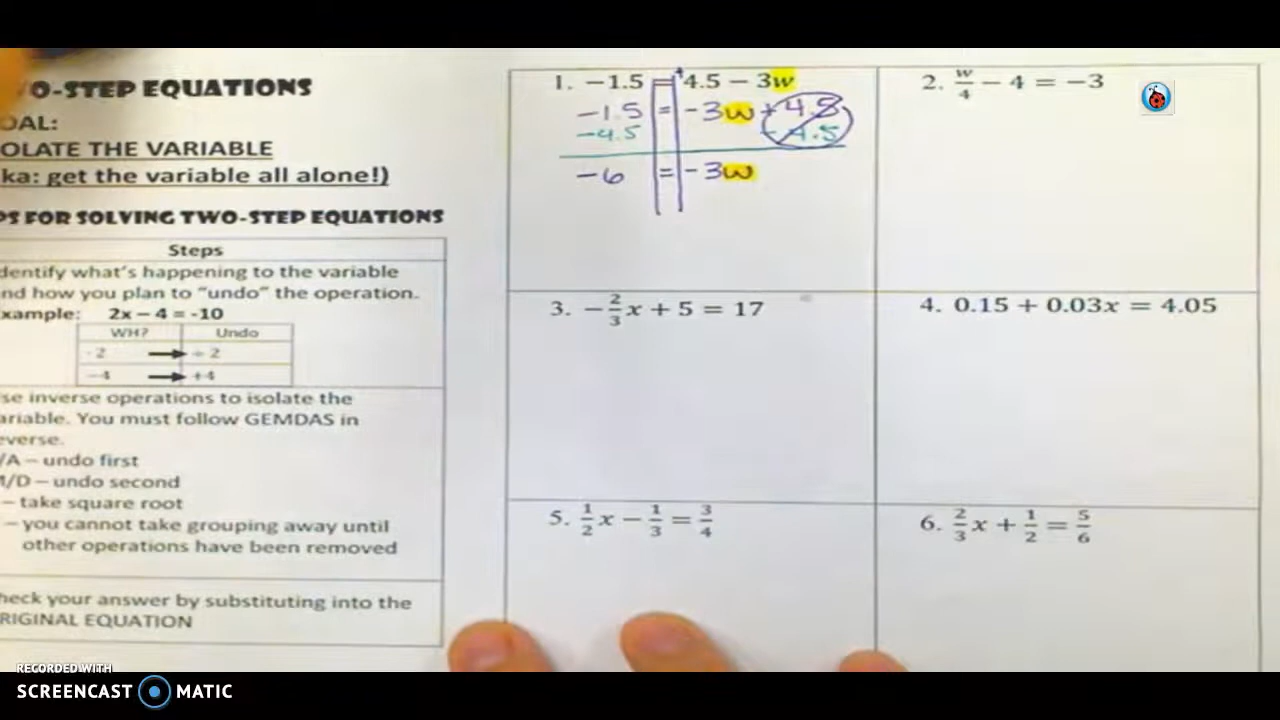 O-STEP EQUATIONS
OAL:
OLATE THE VARIABLE
ka: get the variable all alone!)
PS FOR SOLVING TWO-STEP EQUATIONS
Steps
dentify what's happening to the variable
nd how you plan to "undo" the operation.
xample: 2x – 4 = -10
WH? Undo
· 2 ÷ 2
–4 +4
se inverse operations to isolate the
ariable. You must follow GEMDAS in
everse.
/A – undo first
M/D – undo second
– take square root
– you cannot take grouping away until
other operations have been removed
heck your answer by substituting into the
RIGINAL EQUATION
1. −1.5 = +4.5 − 3w
-1.5 = -3w + 4.5
-4.5 -4.5
-6 = -3w
2. w/4 − 4 = −3
3. −2/3 x + 5 = 17
4. 0.15 + 0.03x = 4.05
5. 1/2 x − 1/3 = 3/4
6. 2/3 x + 1/2 = 5/6
RECORDED WITH
SCREENCAST MATIC